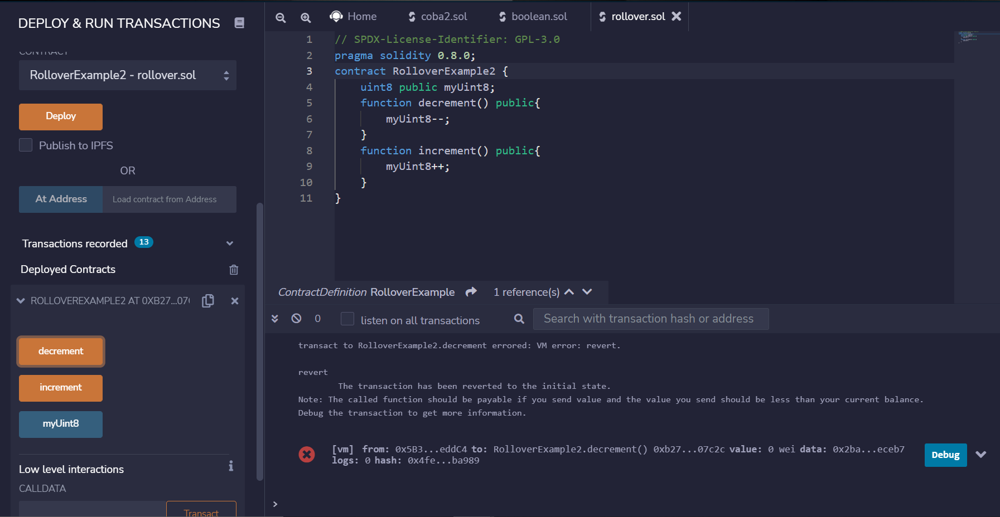 DEPLOY & RUN TRANSACTIONS
CONTRACT
RolloverExample2 - rollover.sol
Deploy
Publish to IPFS
OR
At Address
Load contract from Address
Transactions recorded 13
Deployed Contracts
ROLLOVEREXAMPLE2 AT 0XB27...07
decrement
increment
myUint8
Low level interactions
CALLDATA
Transact
Home
coba2.sol
boolean.sol
rollover.sol
1 // SPDX-License-Identifier: GPL-3.0
2 pragma solidity 0.8.0;
3 contract RolloverExample2 {
4 uint8 public myUint8;
5 function decrement() public{
6 myUint8--;
7 }
8 function increment() public{
9 myUint8++;
10 }
11 }
ContractDefinition RolloverExample 1 reference(s)
0 listen on all transactions
Search with transaction hash or address
transact to RolloverExample2.decrement errored: VM error: revert.
revert
The transaction has been reverted to the initial state.
Note: The called function should be payable if you send value and the value you send should be less than your current balance.
Debug the transaction to get more information.
[vm] from: 0x5B3...eddC4 to: RolloverExample2.decrement() 0xb27...07c2c value: 0 wei data: 0x2ba...eceb7
logs: 0 hash: 0x4fe...ba989
Debug
>